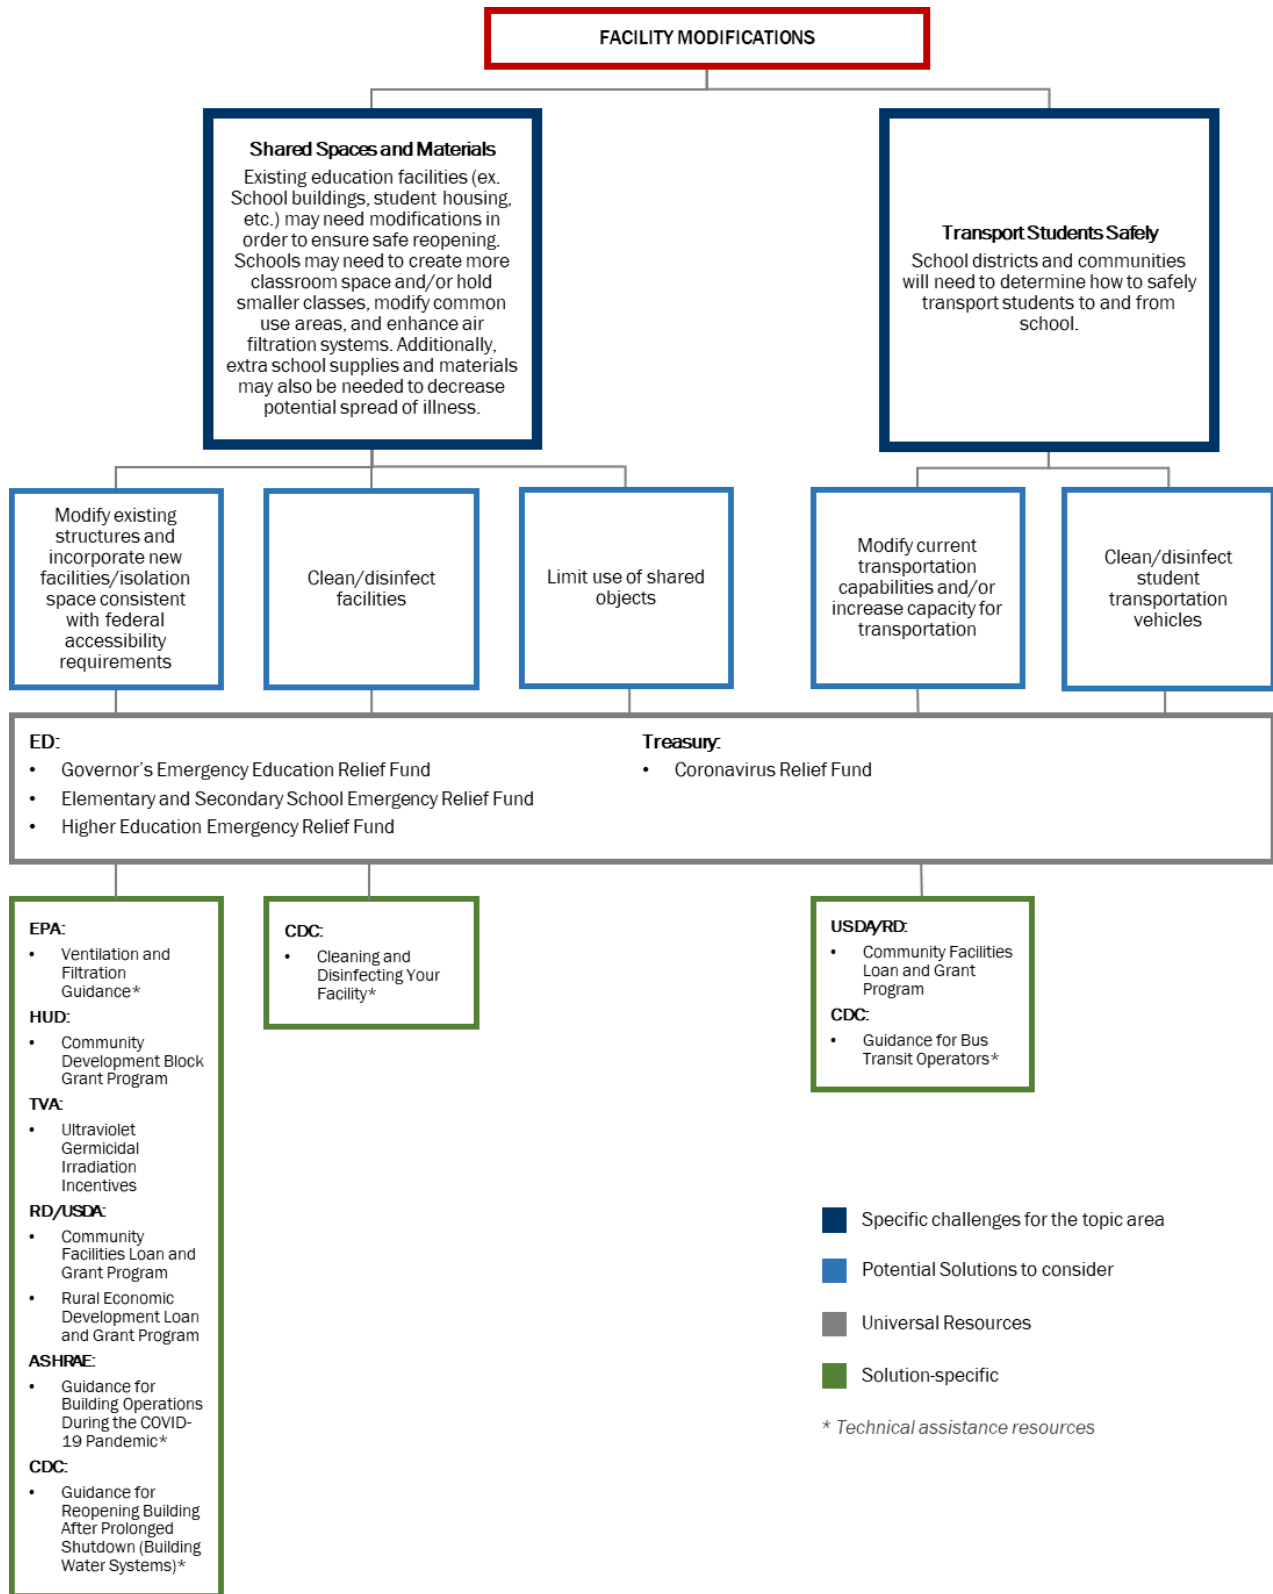 FACILITY MODIFICATIONS
Shared Spaces and Materials
Existing education facilities (ex.
School buildings, student housing,
etc.) may need modifications in
order to ensure safe reopening.
Schools may need to create more
classroom space and/or hold
smaller classes, modify common
use areas, and enhance air
filtration systems. Additionally,
extra school supplies and materials
may also be needed to decrease
potential spread of illness.
Transport Students Safely
School districts and communities
will need to determine how to safely
transport students to and from
school.
Modify existing
structures and
incorporate new
facilities/isolation
space consistent
with federal
accessibility
requirements
Clean/disinfect
facilities
Limit use of shared
objects
Modify current
transportation
capabilities and/or
increase capacity for
transportation
Clean/disinfect
student
transportation
vehicles
ED:
• Governor's Emergency Education Relief Fund
• Elementary and Secondary School Emergency Relief Fund
• Higher Education Emergency Relief Fund
Treasury:
• Coronavirus Relief Fund
EPA:
• Ventilation and
Filtration
Guidance*
HUD:
• Community
Development Block
Grant Program
TVA:
• Ultraviolet
Germicidal
Irradiation
Incentives
RD/USDA:
• Community
Facilities Loan and
Grant Program
• Rural Economic
Development Loan
and Grant Program
ASHRAE:
• Guidance for
Building Operations
During the COVID-
19 Pandemic*
CDC:
• Guidance for
Reopening Building
After Prolonged
Shutdown (Building
Water Systems)*
CDC:
• Cleaning and
Disinfecting Your
Facility*
USDA/RD:
• Community Facilities
Loan and Grant
Program
CDC:
• Guidance for Bus
Transit Operators*
Specific challenges for the topic area
Potential Solutions to consider
Universal Resources
Solution-specific
* Technical assistance resources